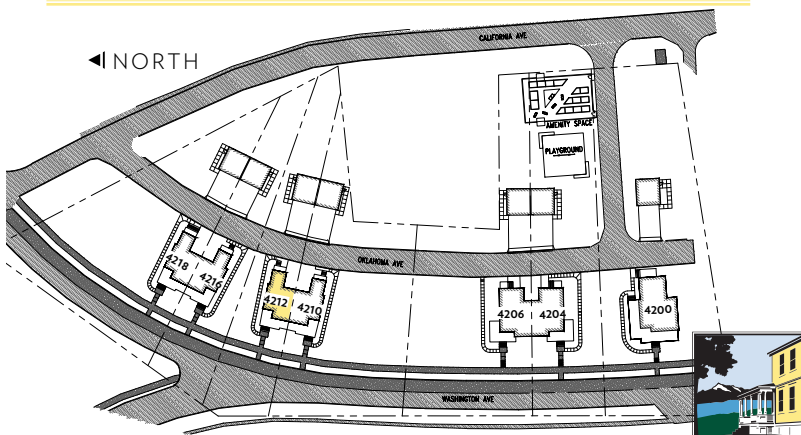 CALIFORNIA AVE
NORTH
AMENITY SPACE
PLAYGROUND
OKLAHOMA AVE
4218
4216
4212
4210
4206
4204
4200
WASHINGTON AVE